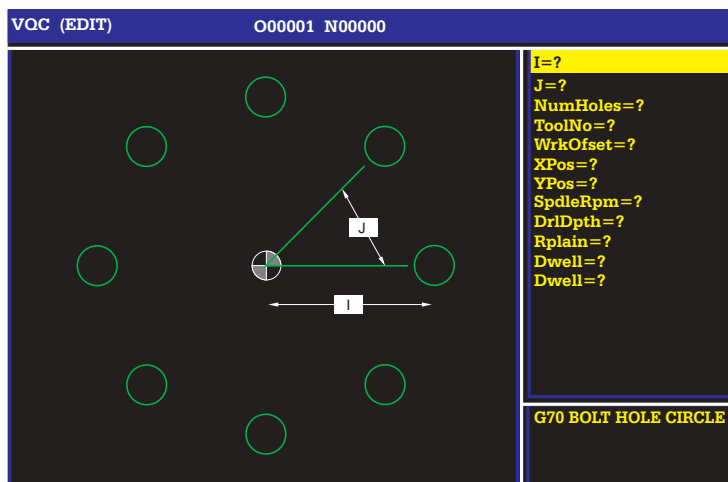 VQC (EDIT) O00001 N00000
I=?
J=?
NumHoles=?
ToolNo=?
WrkOfset=?
XPos=?
YPos=?
SpdleRpm=?
DrlDpth=?
Rplain=?
Dwell=?
Dwell=?
J
I
G70 BOLT HOLE CIRCLE